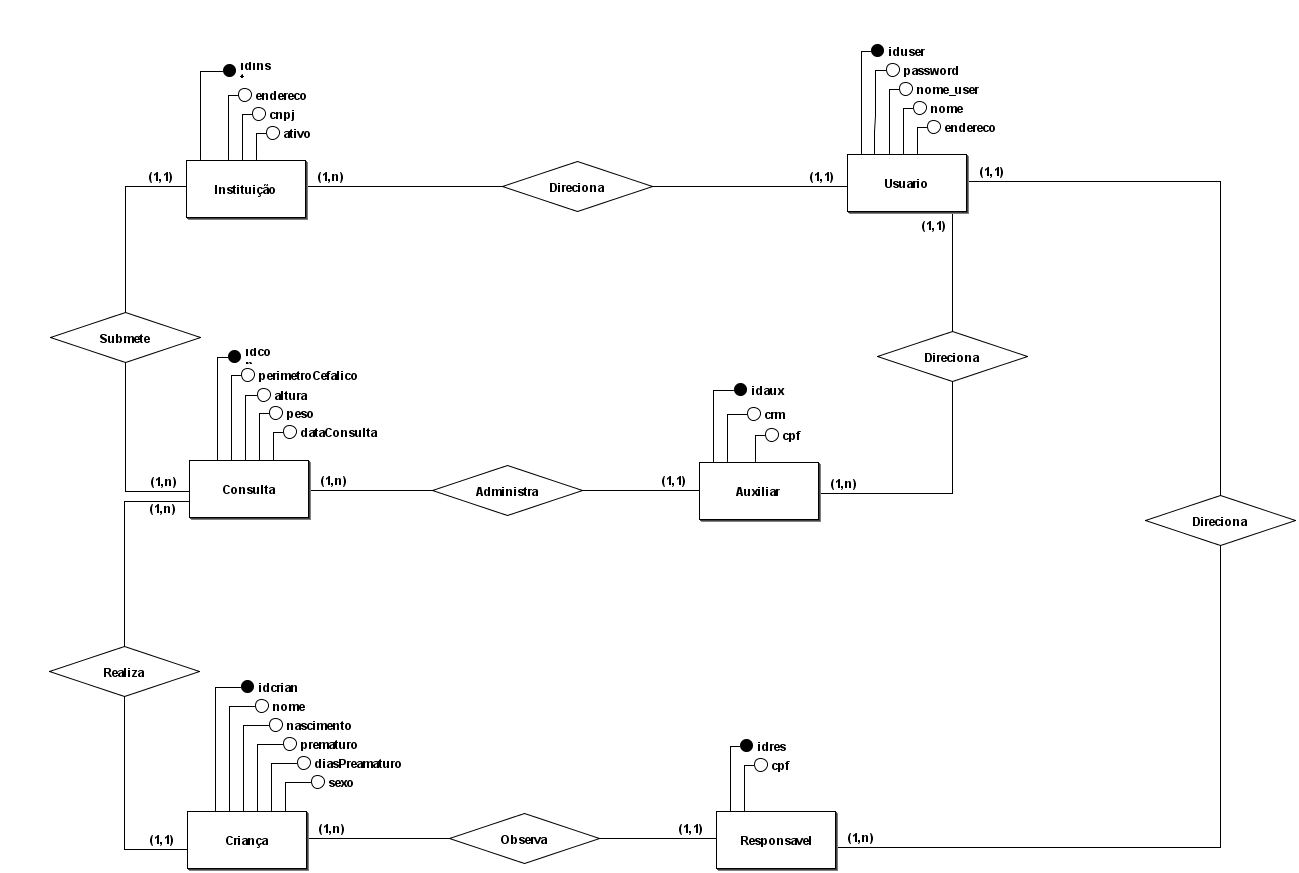 iduser
password
nome_user
nome
endereco
endereco
cnpj
ativo
(1,1)
Instituição
(1,n)
Direciona
(1,1)
Usuario
(1,1)
(1,1)
Submete
Direciona
perimetroCefalico
altura
peso
dataConsulta
idaux
crm
cpf
(1,n)
Consulta
(1,n)
Administra
(1,1)
Auxiliar
(1,n)
(1,n)
Direciona
Realiza
idcrian
nome
nascimento
prematuro
diasPreamaturo
sexo
idres
cpf
(1,1)
Criança
(1,n)
Observa
(1,1)
Responsavel
(1,n)